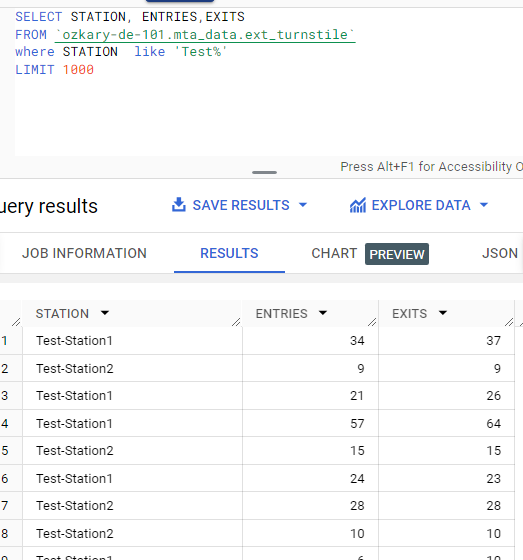 SELECT STATION, ENTRIES,EXITS
FROM `ozkary-de-101.mta_data.ext_turnstile`
where STATION  like 'Test%'
LIMIT 1000
Press Alt+F1 for Accessibility O
uery results SAVE RESULTS EXPLORE DATA
JOB INFORMATION RESULTS CHART PREVIEW JSON
STATION ENTRIES EXITS
1 Test-Station1 34 37
2 Test-Station2 9 9
3 Test-Station1 21 26
4 Test-Station1 57 64
5 Test-Station2 15 15
6 Test-Station1 24 23
7 Test-Station2 28 28
8 Test-Station2 10 10